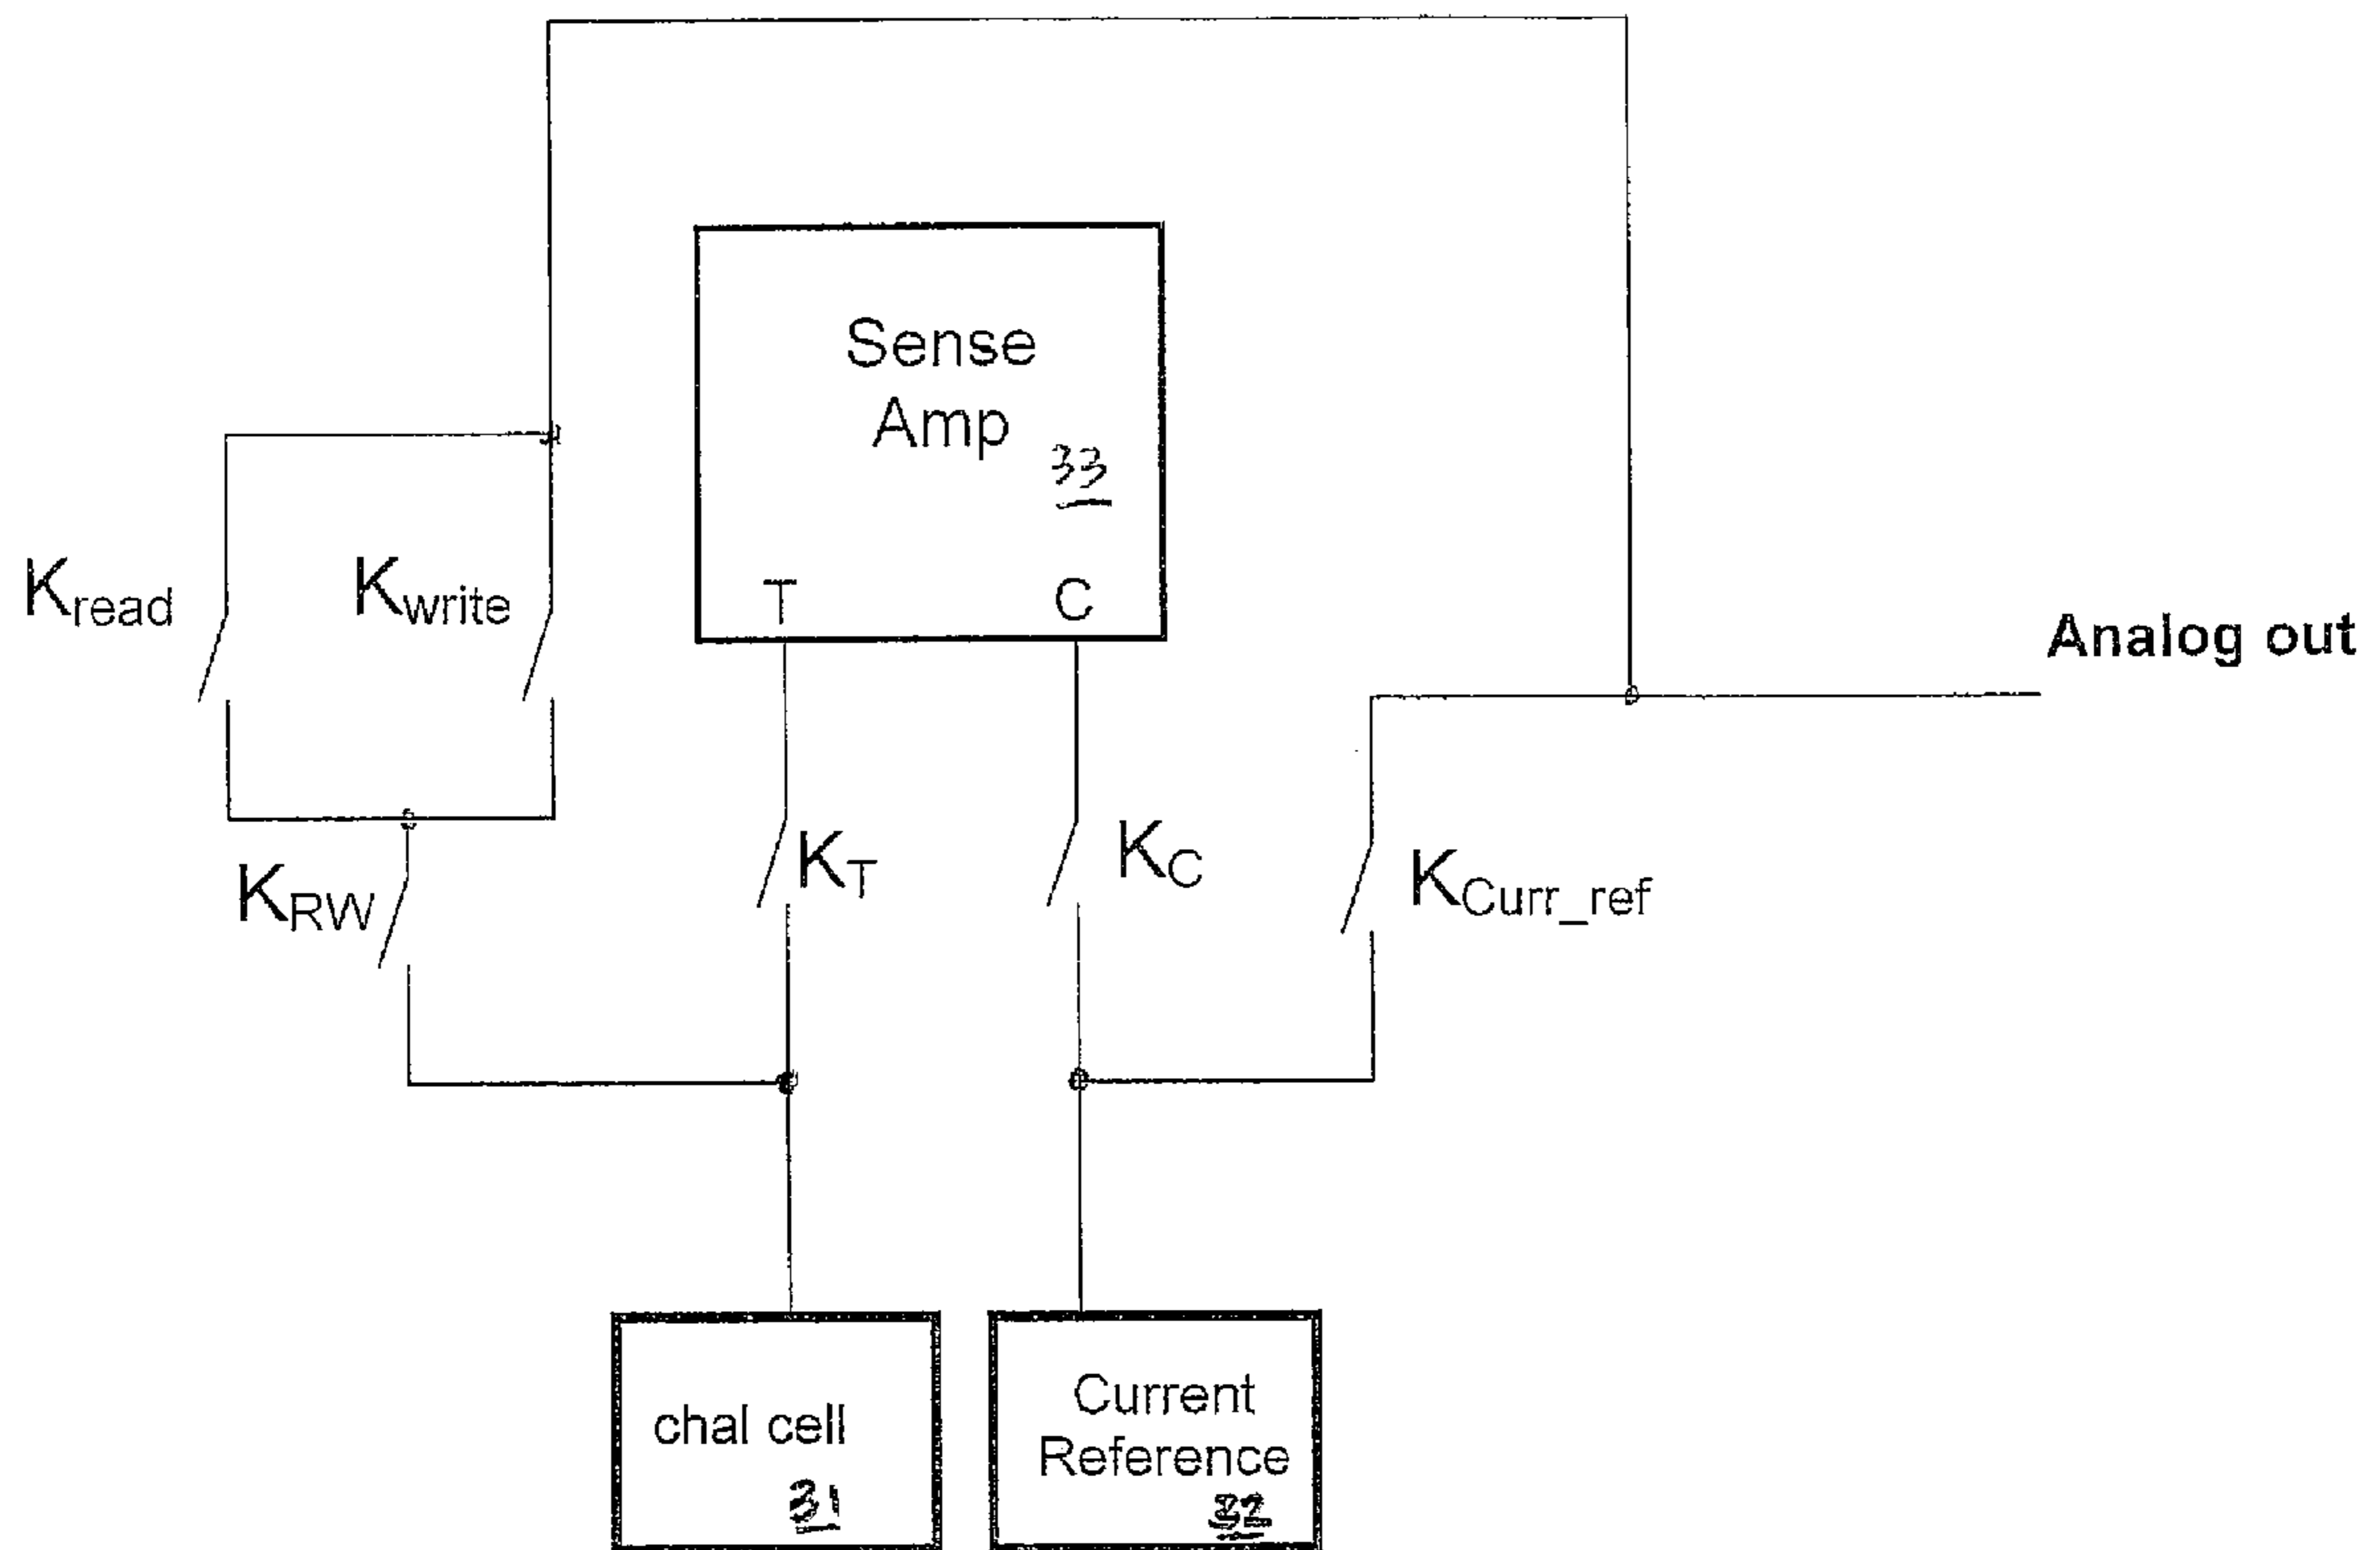 Sense
Amp
33
T C
Kread
Kwrite
Analog out
KRW
KT
KC
KCurr_ref
chal cell
31
Current
Reference
32